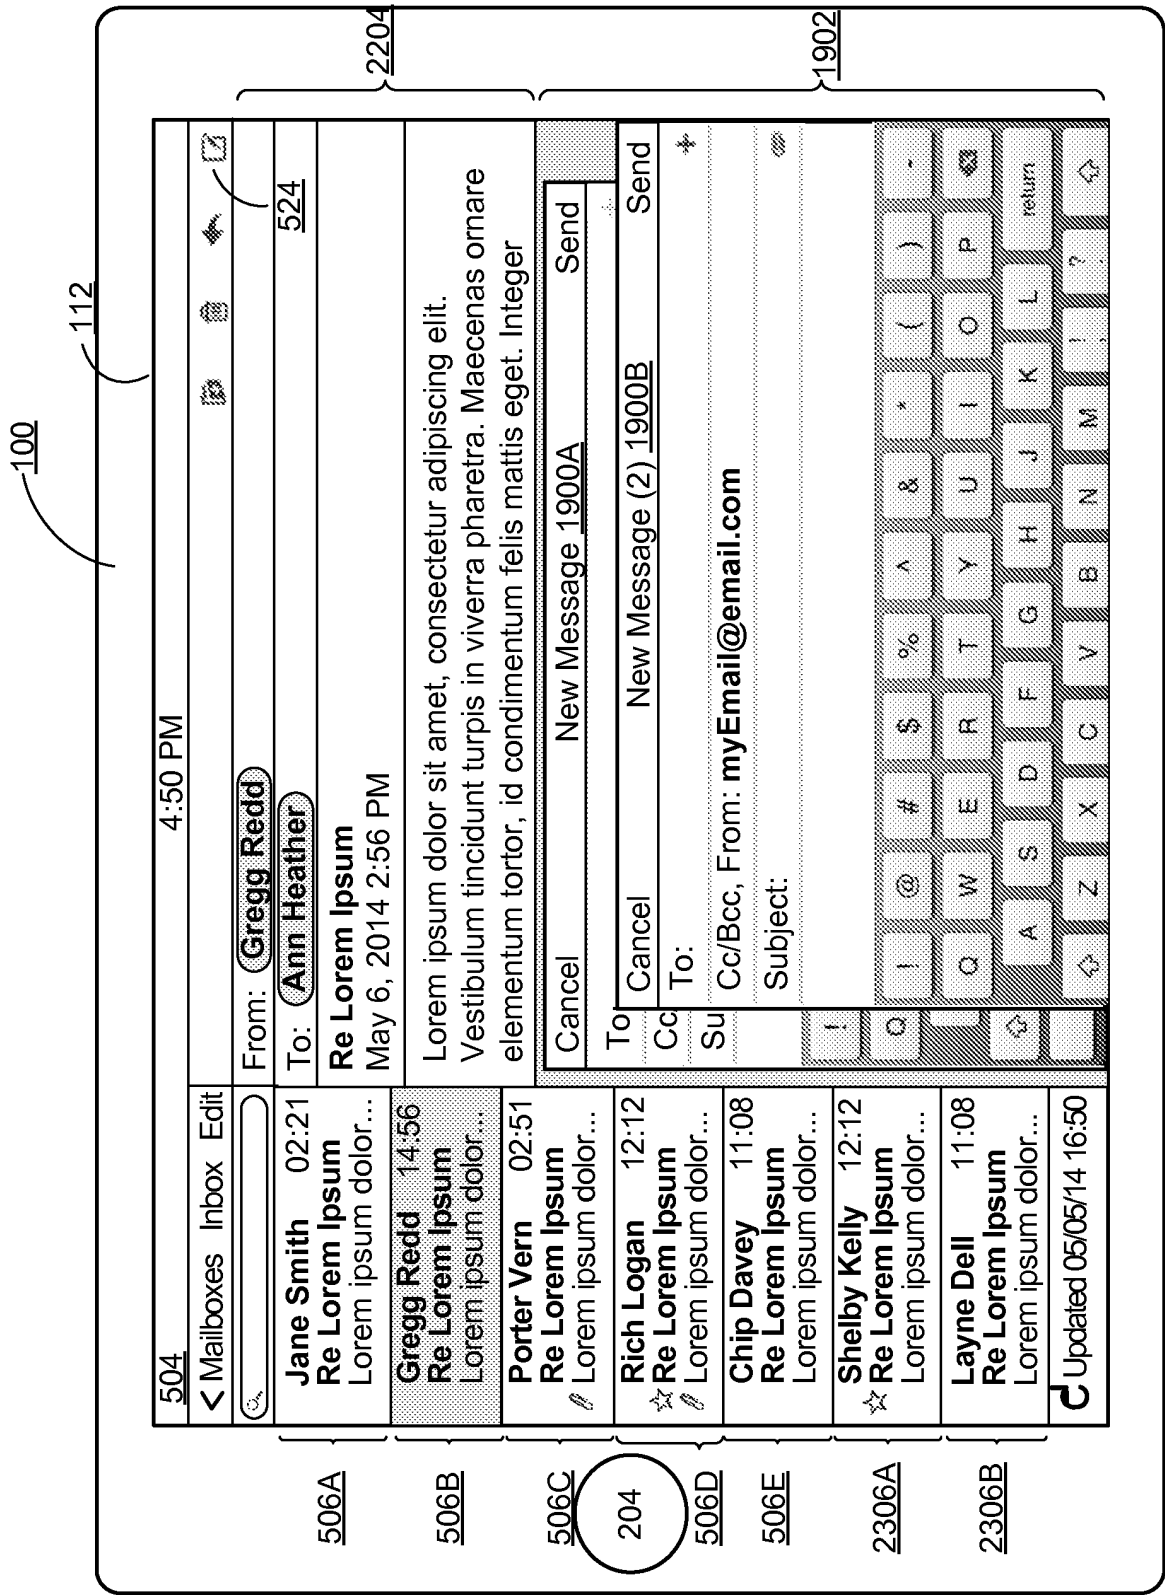 100
112
504
4:50 PM
< Mailboxes Inbox Edit
524
From: Gregg Redd
To: Ann Heather
Re Lorem Ipsum
May 6, 2014 2:56 PM
Lorem ipsum dolor sit amet, consectetur adipiscing elit.
Vestibulum tincidunt turpis in viverra pharetra. Maecenas ornare
elementum tortor, id condimentum felis mattis eget. Integer
2204
506A
Jane Smith 02:21
Re Lorem Ipsum
Lorem ipsum dolor...
506B
Gregg Redd 14:56
Re Lorem Ipsum
Lorem ipsum dolor...
506C
Porter Vern 02:51
Re Lorem Ipsum
Lorem ipsum dolor...
204
506D
Rich Logan 12:12
Re Lorem Ipsum
Lorem ipsum dolor...
506E
Chip Davey 11:08
Re Lorem Ipsum
Lorem ipsum dolor...
2306A
Shelby Kelly 12:12
Re Lorem Ipsum
Lorem ipsum dolor...
2306B
Layne Dell 11:08
Re Lorem Ipsum
Lorem ipsum dolor...
Updated 05/05/14 16:50
1902
Cancel New Message 1900A Send
To
Cc
Su
!
Q
Cancel New Message (2) 1900B Send
To: +
Cc/Bcc, From: myEmail@email.com
Subject:
! @ # $ % ^ & * ( ) -
Q W E R T Y U I O P
A S D F G H J K L return
Z X C V B N M ! , ? .